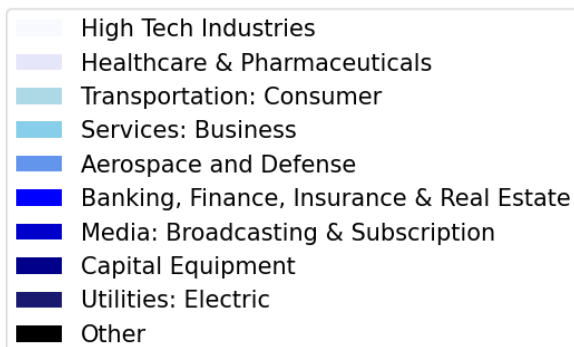 High Tech Industries
Healthcare & Pharmaceuticals
Transportation: Consumer
Services: Business
Aerospace and Defense
Banking, Finance, Insurance & Real Estate
Media: Broadcasting & Subscription
Capital Equipment
Utilities: Electric
Other